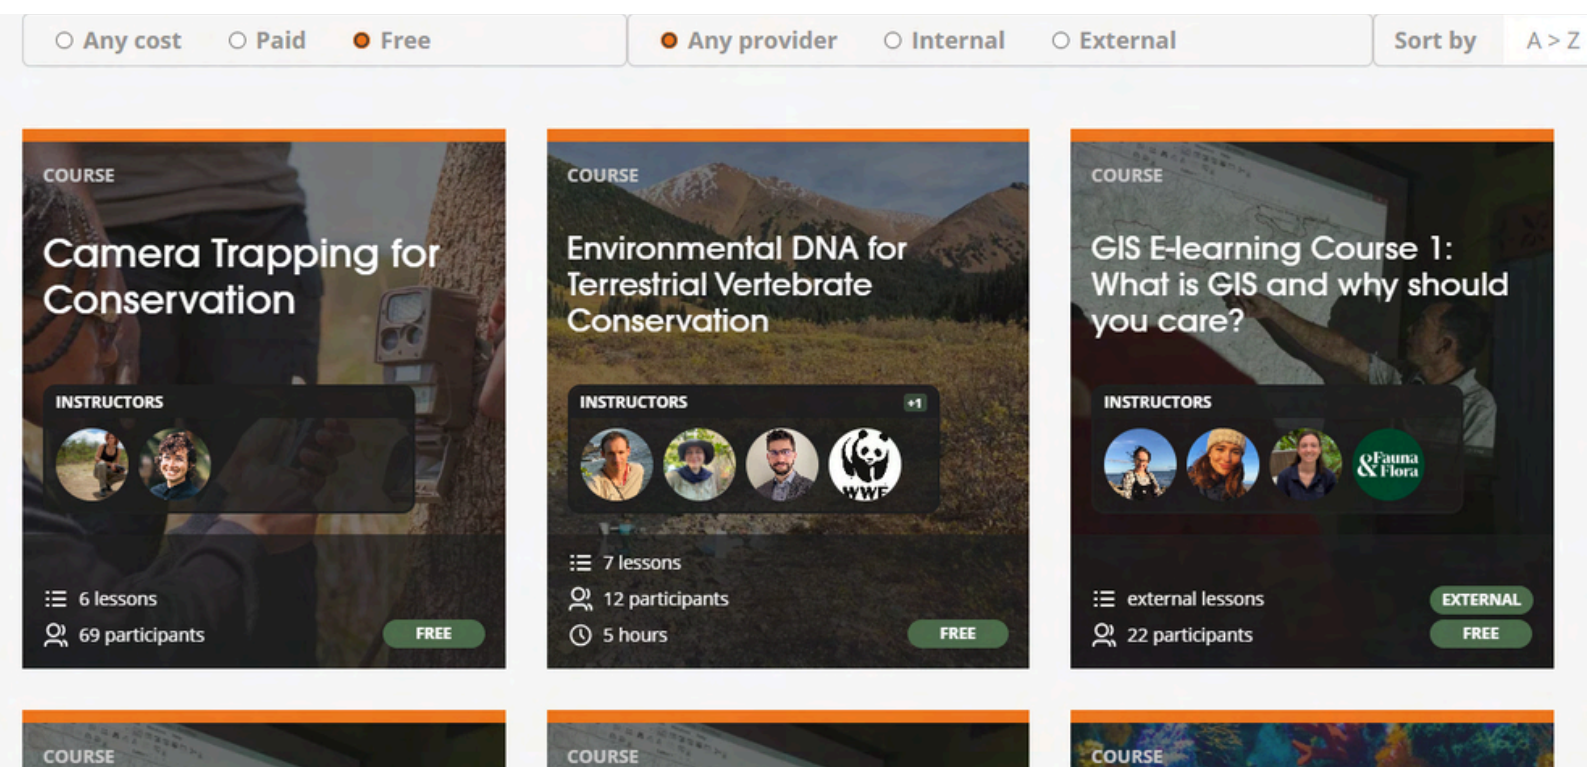 Any cost Paid Free Any provider Internal External Sort by A > Z
COURSE
Camera Trapping for
Conservation
INSTRUCTORS
6 lessons
69 participants
FREE
COURSE
Environmental DNA for
Terrestrial Vertebrate
Conservation
INSTRUCTORS +1
WWF
7 lessons
12 participants
5 hours
FREE
COURSE
GIS E-learning Course 1:
What is GIS and why should
you care?
INSTRUCTORS
Fauna
& Flora
external lessons
EXTERNAL
22 participants
FREE
COURSE
COURSE
COURSE